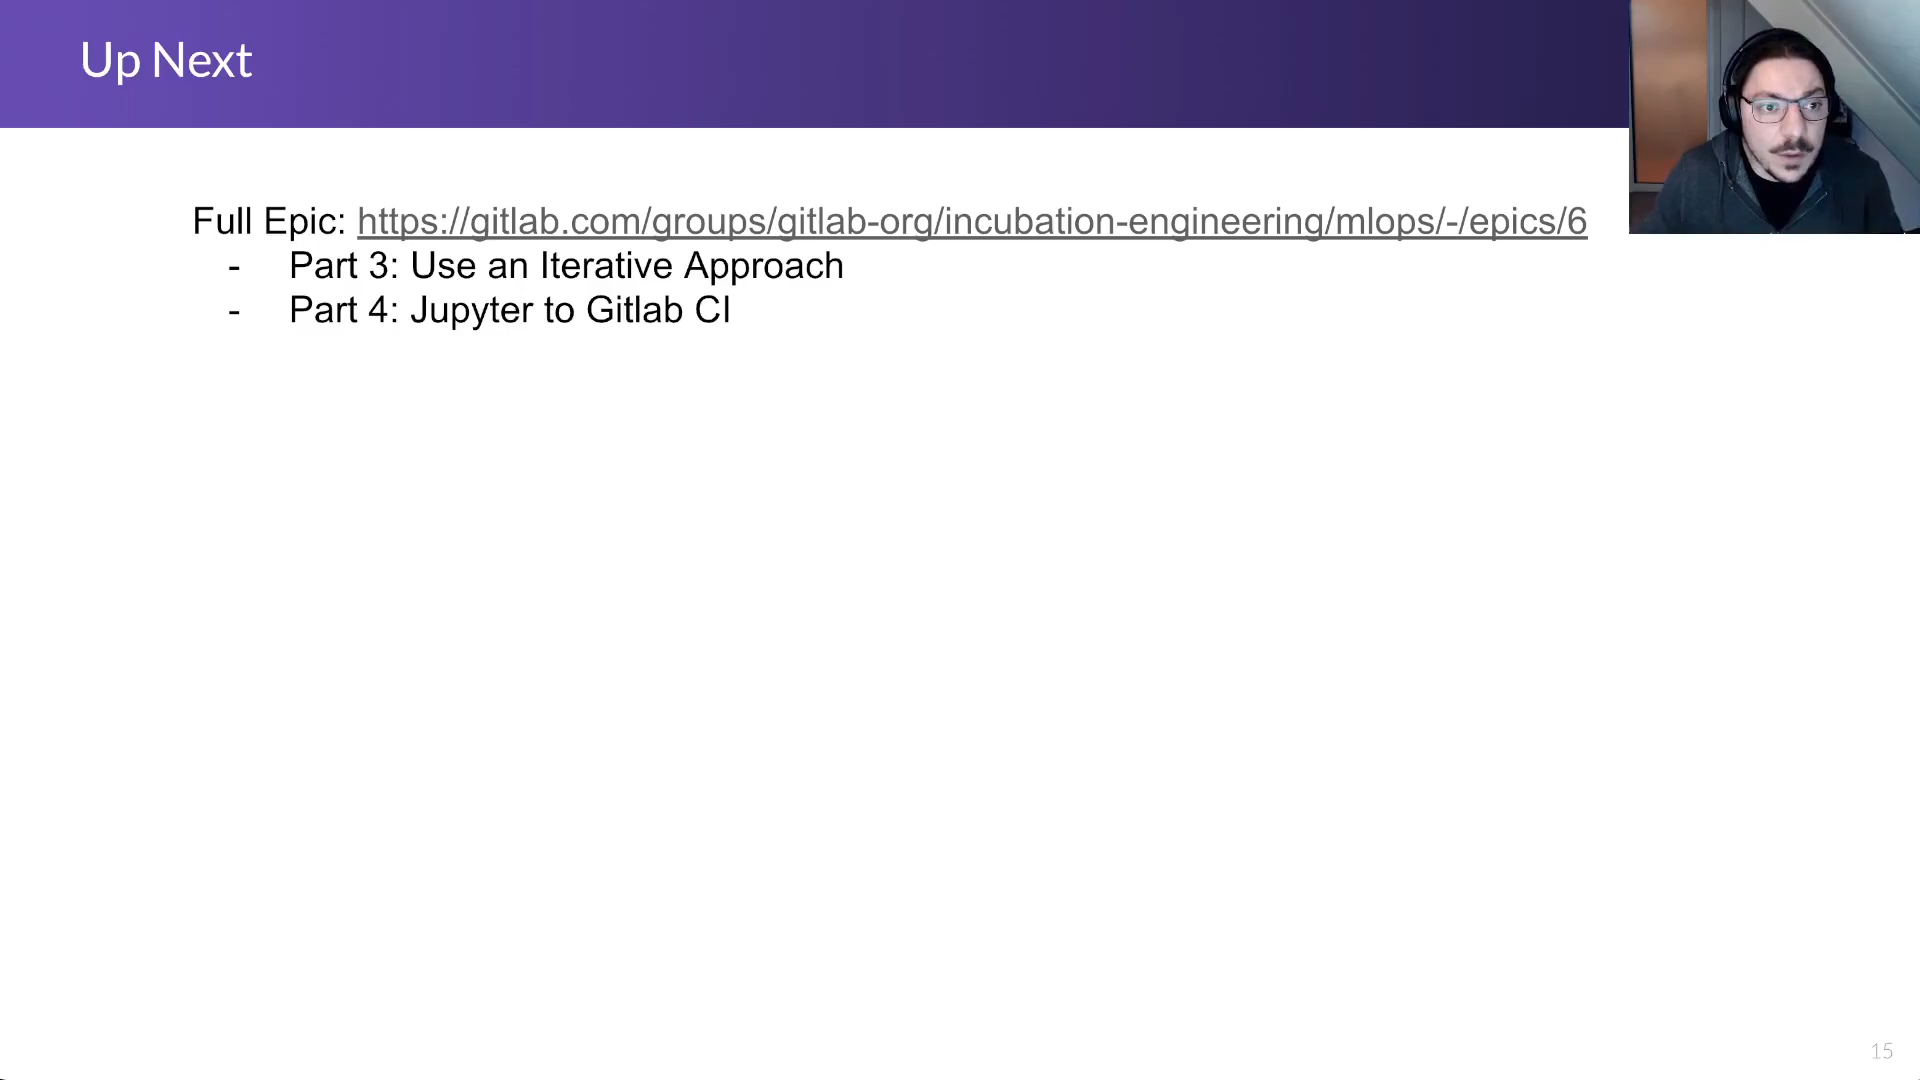 Up Next
Full Epic: https://gitlab.com/groups/gitlab-org/incubation-engineering/mlops/-/epics/6
- Part 3: Use an Iterative Approach
- Part 4: Jupyter to Gitlab CI
15